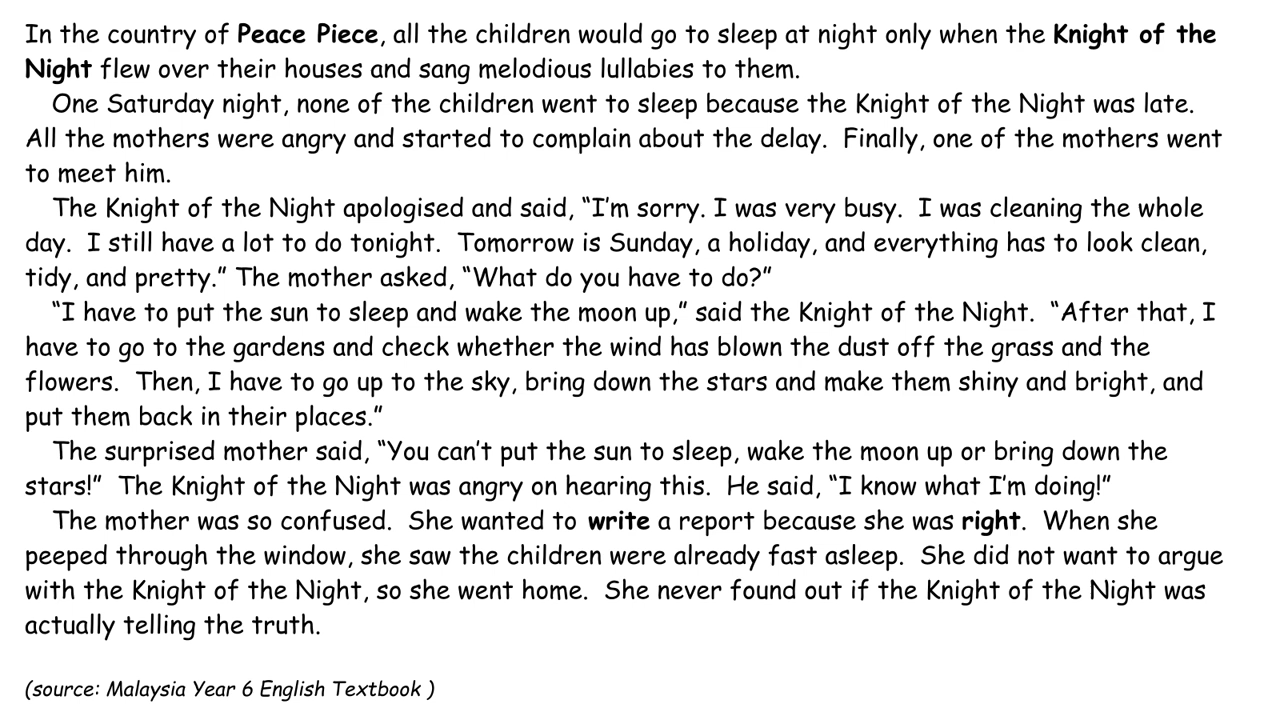 In the country of Peace Piece, all the children would go to sleep at night only when the Knight of the
Night flew over their houses and sang melodious lullabies to them.
One Saturday night, none of the children went to sleep because the Knight of the Night was late.
All the mothers were angry and started to complain about the delay.  Finally, one of the mothers went
to meet him.
The Knight of the Night apologised and said, “I’m sorry. I was very busy.  I was cleaning the whole
day.  I still have a lot to do tonight.  Tomorrow is Sunday, a holiday, and everything has to look clean,
tidy, and pretty.” The mother asked, “What do you have to do?”
“I have to put the sun to sleep and wake the moon up,” said the Knight of the Night.  “After that, I
have to go to the gardens and check whether the wind has blown the dust off the grass and the
flowers.  Then, I have to go up to the sky, bring down the stars and make them shiny and bright, and
put them back in their places.”
The surprised mother said, “You can’t put the sun to sleep, wake the moon up or bring down the
stars!”  The Knight of the Night was angry on hearing this.  He said, “I know what I’m doing!”
The mother was so confused.  She wanted to write a report because she was right.  When she
peeped through the window, she saw the children were already fast asleep.  She did not want to argue
with the Knight of the Night, so she went home.  She never found out if the Knight of the Night was
actually telling the truth.
(source: Malaysia Year 6 English Textbook )